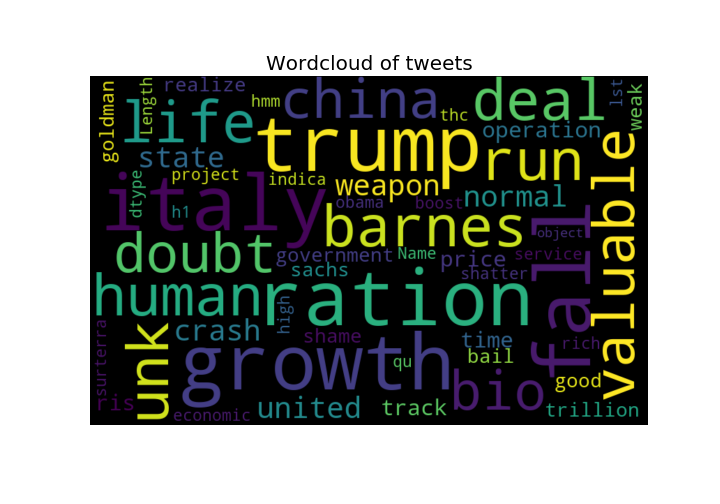 Wordcloud of tweets
goldman
Length
realize
hmm
china
thc
deal
lst
weak
life
trump
operation
state
project
indica
weapon
run
normal
dtype
italy
h1
obama
boost
barnes
valuable
fall
object
doubt
government
sachs
Name
price
shatter
service
human
ration
high
crash
shame
time
rich
surterra
unk
growth
qu
bail
bio
good
ris
economic
united
track
trillion